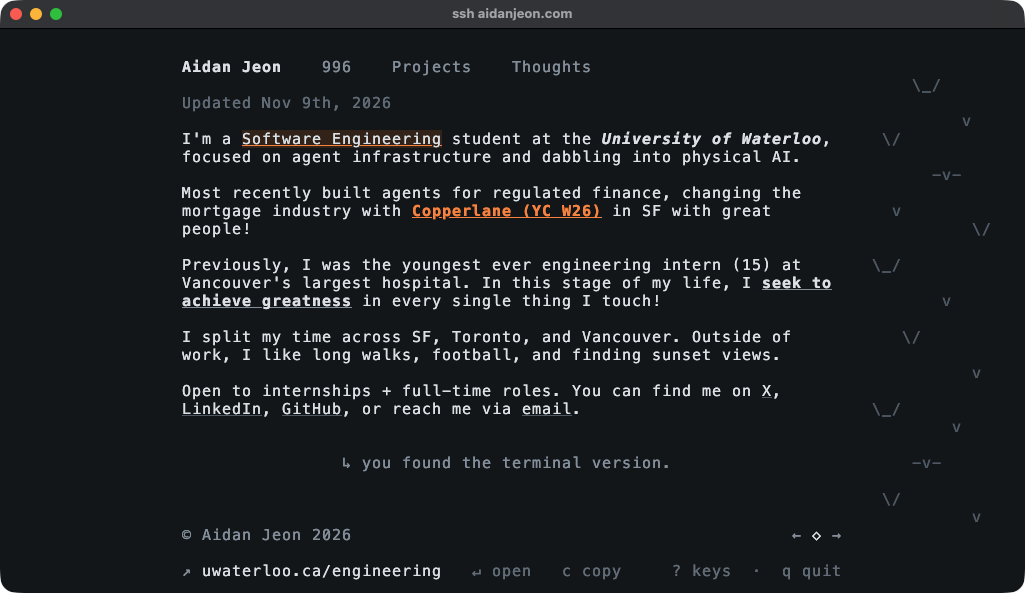 ssh aidanjeon.com
Aidan Jeon 996 Projects Thoughts
Updated Nov 9th, 2026
I'm a Software Engineering student at the University of Waterloo,
focused on agent infrastructure and dabbling into physical AI.
Most recently built agents for regulated finance, changing the
mortgage industry with Copperlane (YC W26) in SF with great
people!
Previously, I was the youngest ever engineering intern (15) at
Vancouver's largest hospital. In this stage of my life, I seek to
achieve greatness in every single thing I touch!
I split my time across SF, Toronto, and Vancouver. Outside of
work, I like long walks, football, and finding sunset views.
Open to internships + full-time roles. You can find me on X,
LinkedIn, GitHub, or reach me via email.
↳ you found the terminal version.
© Aidan Jeon 2026 ← ◇ →
↗ uwaterloo.ca/engineering ↵ open c copy ? keys · q quit